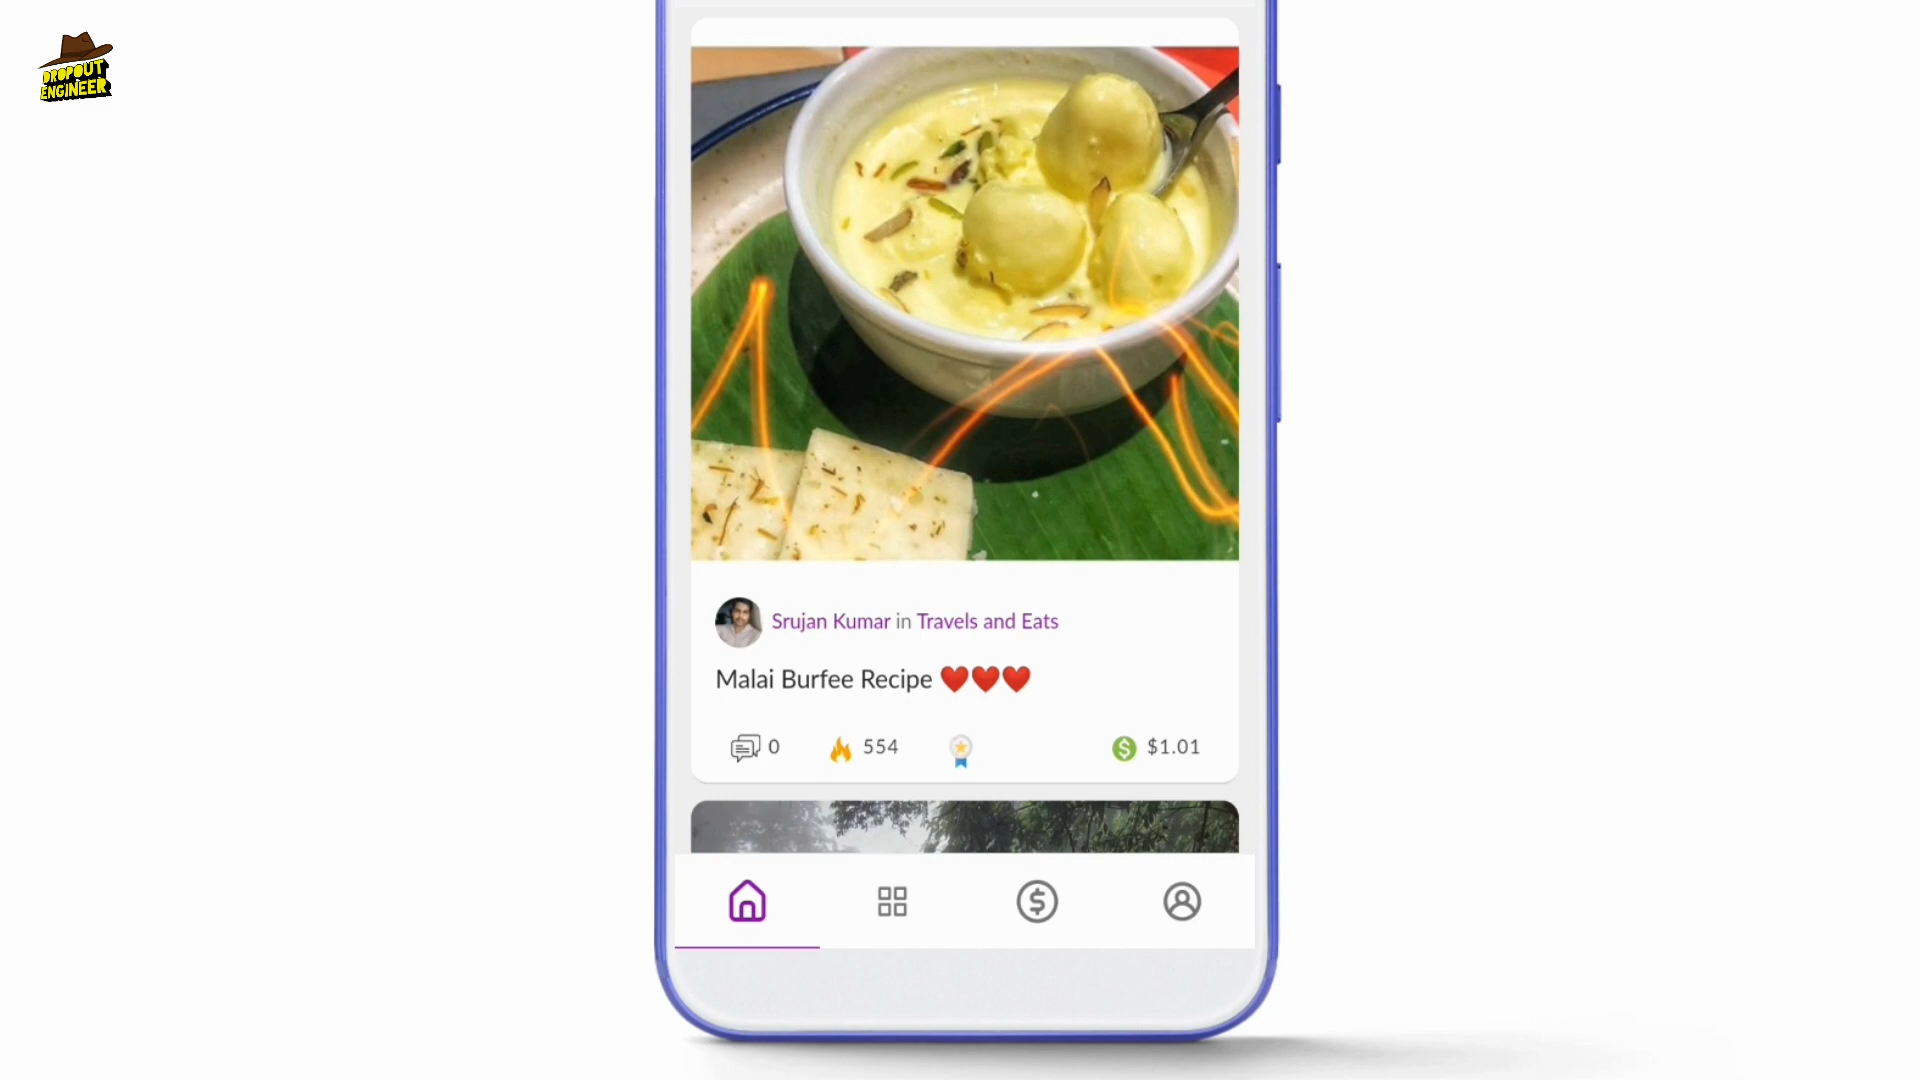 DROPOUT
ENGINEER
Srujan Kumar in Travels and Eats
Malai Burfee Recipe ❤️❤️❤️
0
554
$1.01